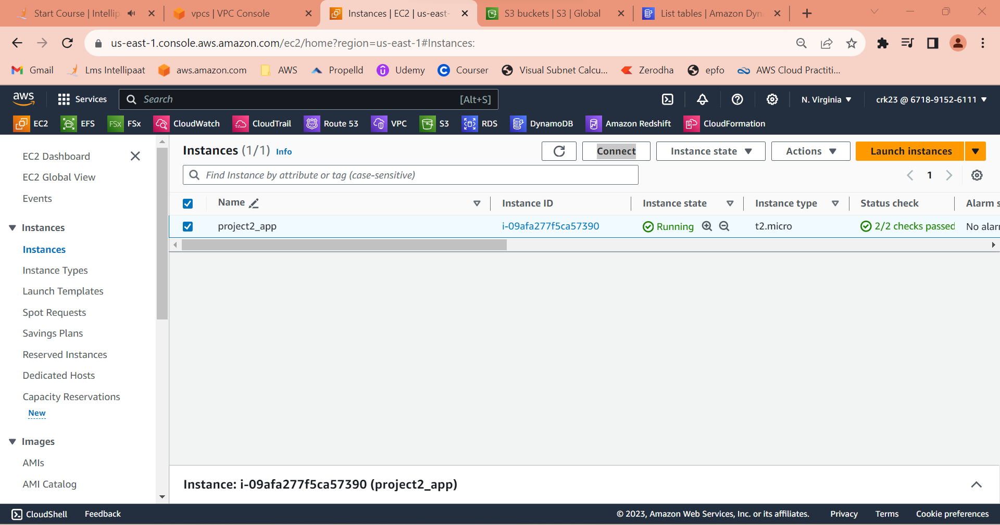 Start Course | Intellip
vpcs | VPC Console
Instances | EC2 | us-east-
S3 buckets | S3 | Global
List tables | Amazon Dyn
us-east-1.console.aws.amazon.com/ec2/home?region=us-east-1#Instances:
Gmail
Lms Intellipaat
aws.amazon.com
AWS
Propelld
Udemy
Courser
Visual Subnet Calcu...
Zerodha
epfo
AWS Cloud Practiti...
aws
Services
Search
[Alt+S]
N. Virginia
crk23 @ 6718-9152-6111
EC2
EFS
FSx
FSx
CloudWatch
CloudTrail
53
Route 53
VPC
S3
RDS
DynamoDB
Amazon Redshift
CloudFormation
EC2 Dashboard
EC2 Global View
Events
Instances
Instances
Instance Types
Launch Templates
Spot Requests
Savings Plans
Reserved Instances
Dedicated Hosts
Capacity Reservations
New
Images
AMIs
AMI Catalog
Instances (1/1) Info
Connect
Instance state
Actions
Launch instances
Find Instance by attribute or tag (case-sensitive)
1
Name
Instance ID
Instance state
Instance type
Status check
Alarm s
project2_app
i-09afa277f5ca57390
Running
t2.micro
2/2 checks passed
No alar
Instance: i-09afa277f5ca57390 (project2_app)
CloudShell
Feedback
© 2023, Amazon Web Services, Inc. or its affiliates.
Privacy
Terms
Cookie preferences